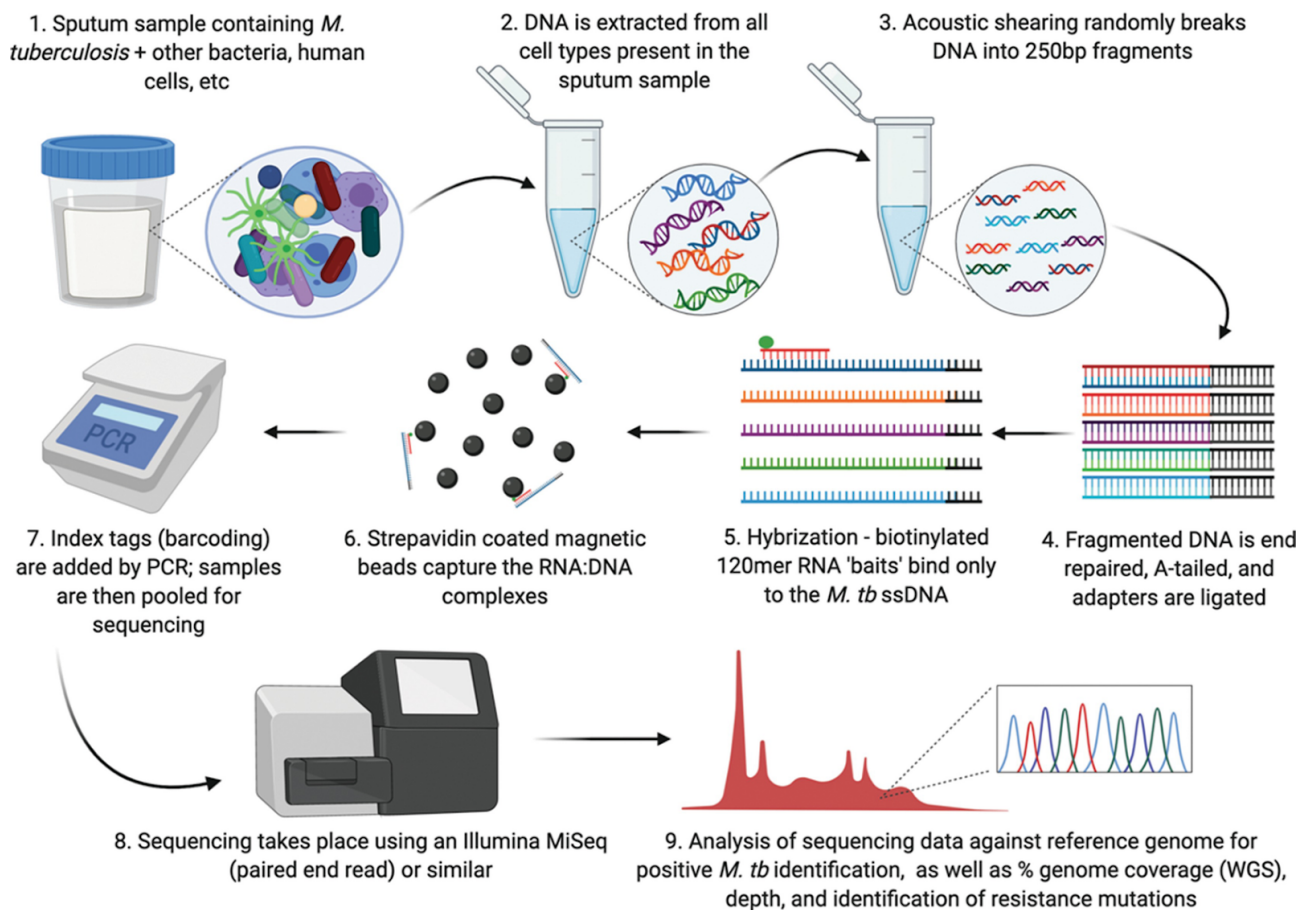 1. Sputum sample containing M.
tuberculosis + other bacteria, human
cells, etc
2. DNA is extracted from all
cell types present in the
sputum sample
3. Acoustic shearing randomly breaks
DNA into 250bp fragments
PCR
7. Index tags (barcoding)
are added by PCR; samples
are then pooled for
sequencing
6. Strepavidin coated magnetic
beads capture the RNA:DNA
complexes
5. Hybrization - biotinylated
120mer RNA 'baits' bind only
to the M. tb ssDNA
4. Fragmented DNA is end
repaired, A-tailed, and
adapters are ligated
8. Sequencing takes place using an Illumina MiSeq
(paired end read) or similar
9. Analysis of sequencing data against reference genome for
positive M. tb identification, as well as % genome coverage (WGS),
depth, and identification of resistance mutations